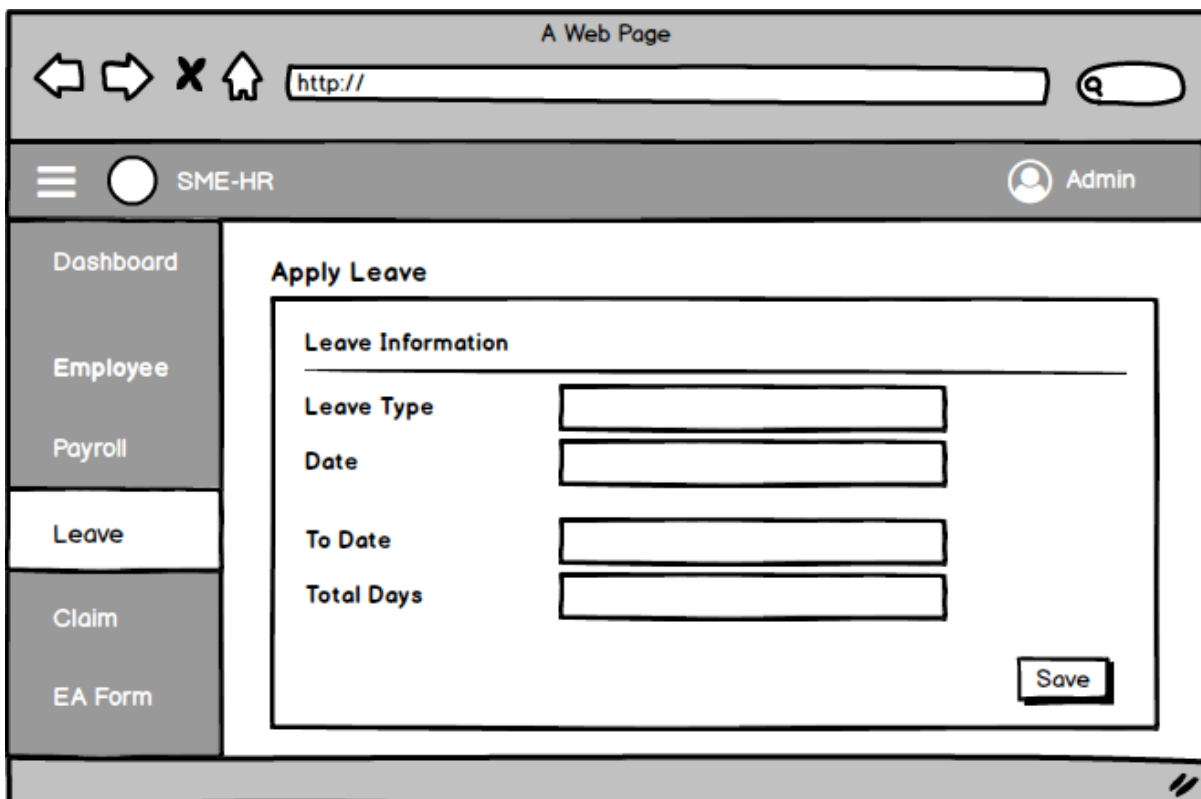 A Web Page
http://
SME-HR
Admin
Dashboard
Employee
Payroll
Leave
Claim
EA Form
Apply Leave
Leave Information
Leave Type
Date
To Date
Total Days
Save